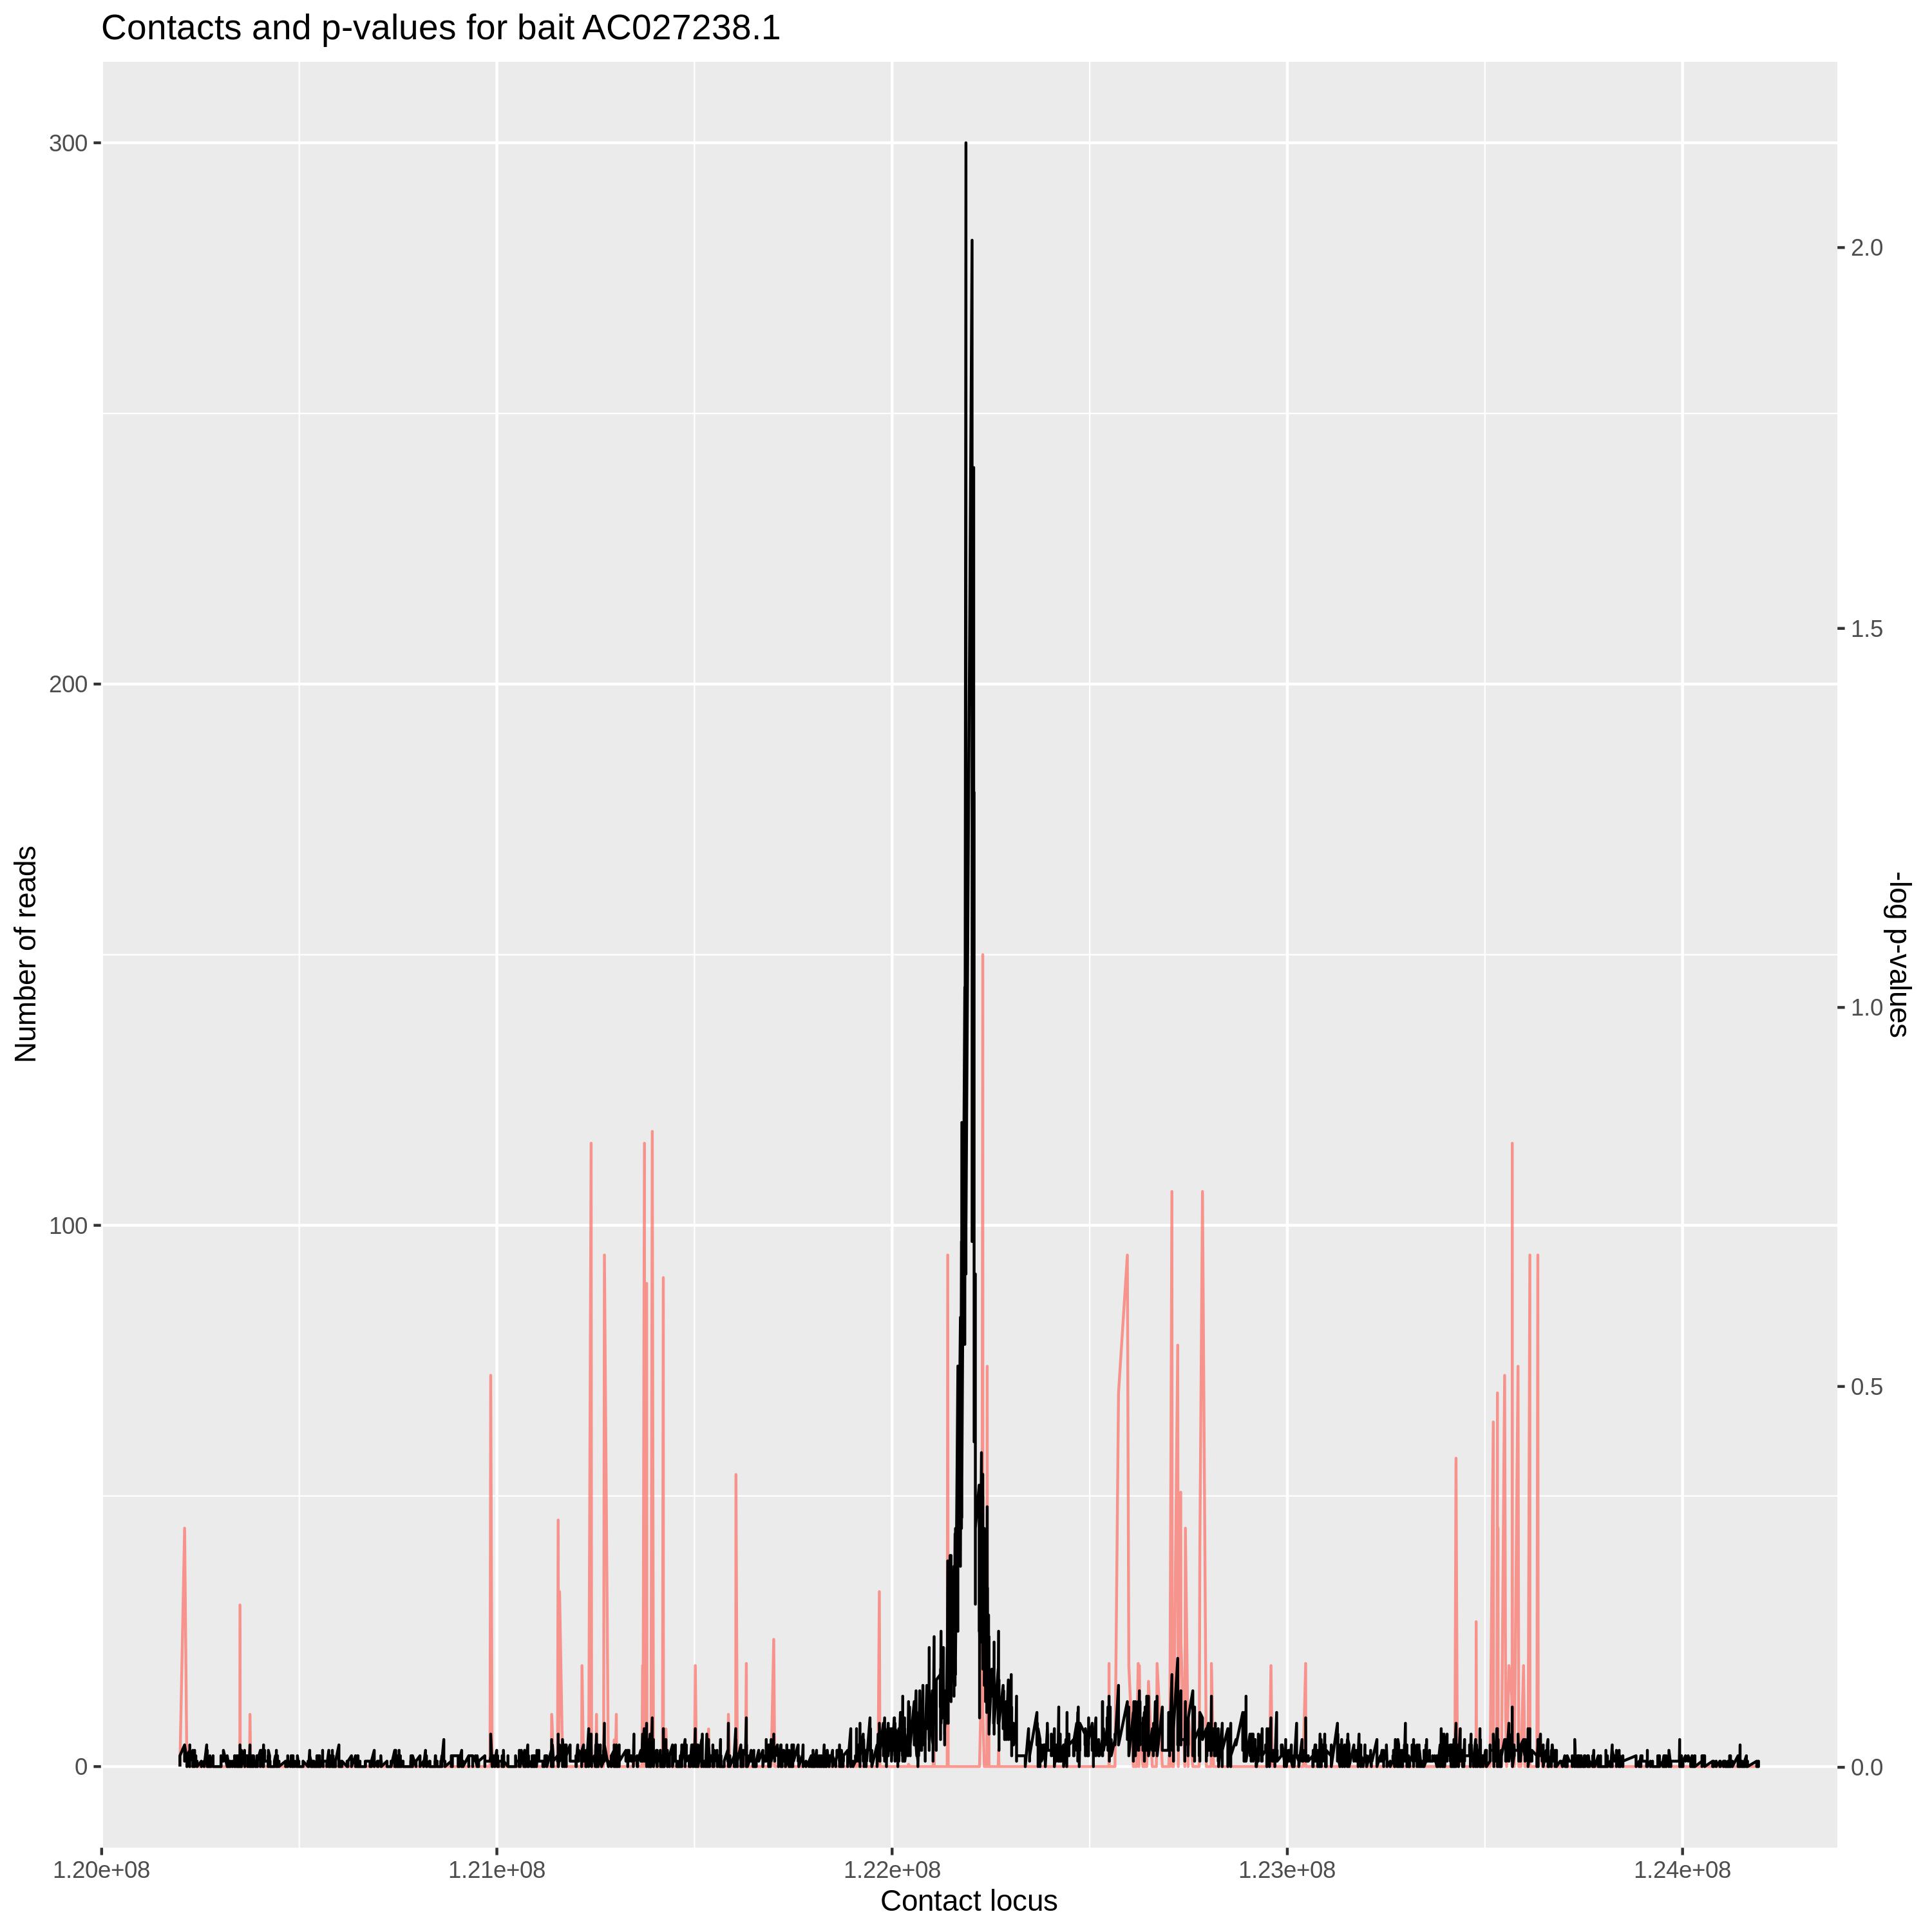 Contacts and p-values for bait AC027238.1
300
200
100
0
Number of reads
2.0
1.5
1.0
0.5
0.0
-log p-values
1.20e+08
1.21e+08
1.22e+08
1.23e+08
1.24e+08
Contact locus